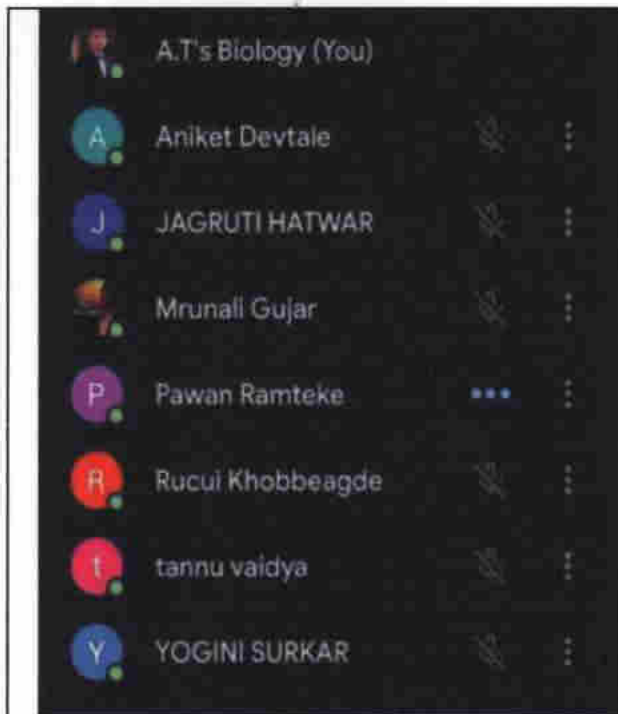 A.T's Biology (You)
A Aniket Devtale
J JAGRUTI HATWAR
Mrunali Gujar
P Pawan Ramteke
R Rucui Khobbeagde
t tannu vaidya
Y YOGINI SURKAR